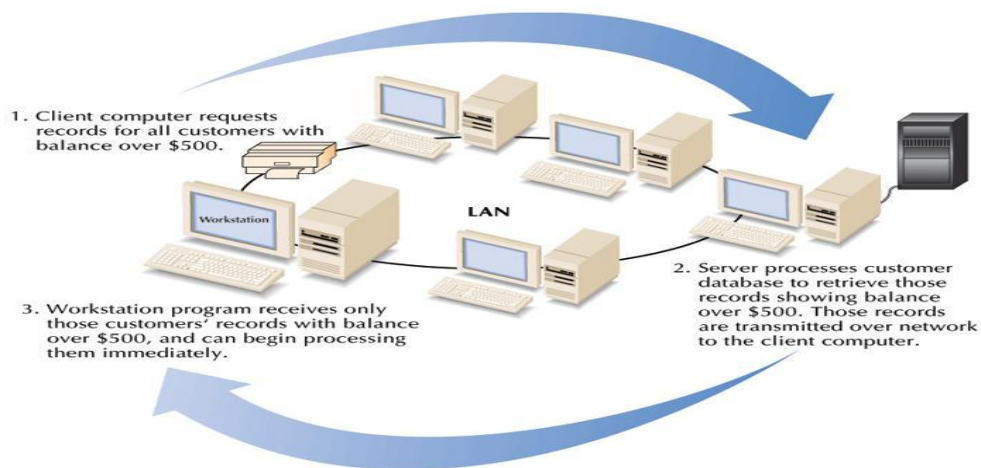 1. Client computer requests
records for all customers with
balance over $500.
Workstation
LAN
2. Server processes customer
database to retrieve those
records showing balance
over $500. Those records
are transmitted over network
to the client computer.
3. Workstation program receives only
those customers‘ records with balance
over $500, and can begin processing
them immediately.